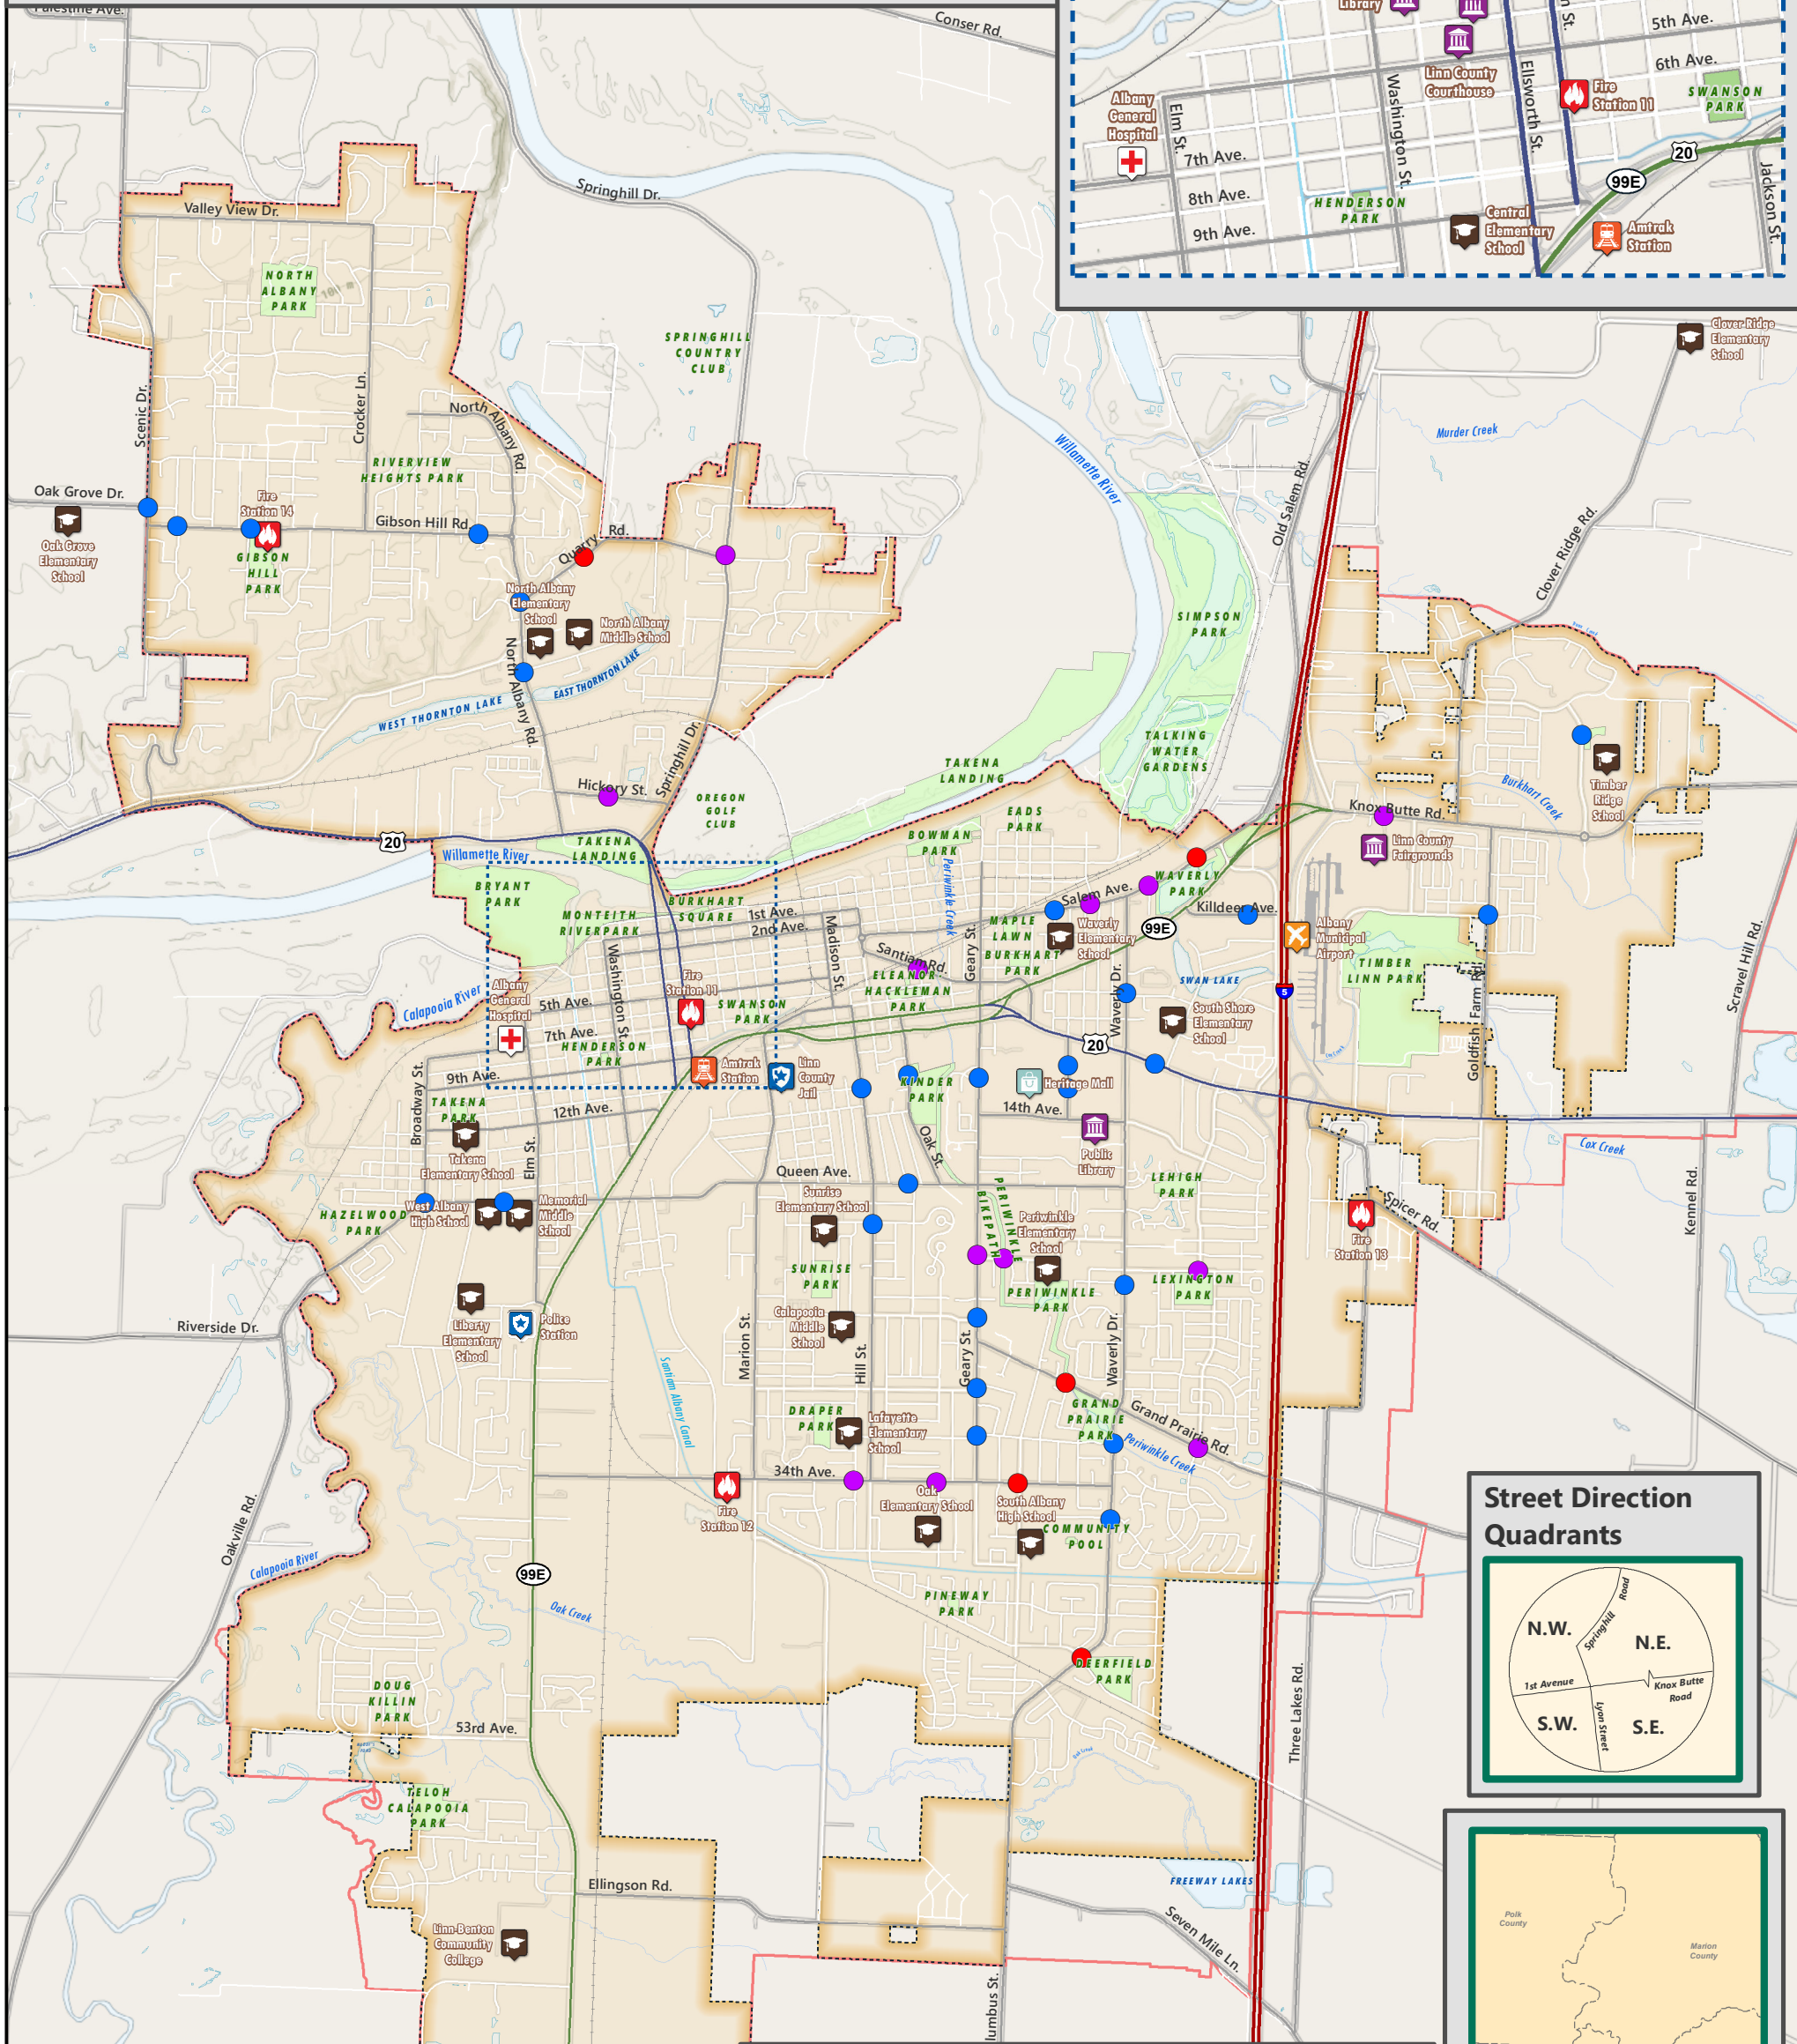 Palestine Ave.
Conser Rd.
Library
n St.
5th Ave.
6th Ave.
Linn County
Courthouse
Ellsworth St.
Fire
Station 11
SWANSON
PARK
Albany
General
Hospital
Elm St.
Washington St.
7th Ave.
20
99E
8th Ave.
HENDERSON
PARK
Central
Elementary
School
Amtrak
Station
Jackson St.
9th Ave.
Springhill Dr.
Valley View Dr.
NORTH
ALBANY
PARK
100 m
SPRINGHILL
COUNTRY
CLUB
Clover Ridge
Elementary
School
Scenic Dr.
Crocker Ln.
North Albany Rd.
Murder Creek
Willamette River
Old Salem Rd.
RIVERVIEW
HEIGHTS PARK
Oak Grove Dr.
Fire
Station 14
Gibson Hill Rd.
Quarry Rd.
Oak Grove
Elementary
School
GIBSON
HILL
PARK
Clover Ridge Rd.
North Albany
Elementary
School
North Albany
Middle School
SIMPSON
PARK
North Albany Rd.
EAST THORNTON LAKE
WEST THORNTON LAKE
Springhill Dr.
TALKING
WATER
GARDENS
TAKENA
LANDING
Timber
Ridge
School
Burkhart Creek
Hickory St.
OREGON
GOLF
CLUB
EADS
PARK
Knox Butte Rd.
20
TAKENA
LANDING
BOWMAN
PARK
Linn County
Fairgrounds
Willamette River
BRYANT
PARK
Periwinkle Creek
WAVERLY
PARK
Salem Ave.
BURKHART
SQUARE
MONTEITH
RIVERPARK
1st Ave.
2nd Ave.
Madison St.
Killdeer Ave.
99E
MAPLE
LAWN
Waverly
Elementary
School
Albany
Municipal
Airport
Washington St.
Santiam Rd.
Geary St.
BURKHART
PARK
TIMBER
LINN PARK
Scravel Hill Rd.
Albany
General
Hospital
Fire
Station 11
ELEANOR
HACKLEMAN
PARK
SWAN LAKE
Waverly Dr.
Goldfish Farm Rd.
5
Calapooia River
5th Ave.
SWANSON
PARK
South Shore
Elementary
School
7th Ave.
HENDERSON
PARK
20
Amtrak
Station
Linn
County
Jail
Broadway St.
9th Ave.
KINDER
PARK
Heritage Mall
TAKENA
PARK
12th Ave.
14th Ave.
Takena
Elementary School
Elm St.
Oak St.
Public
Library
Cox Creek
Queen Ave.
LEHIGH
PARK
Kennel Rd.
HAZELWOOD
PARK
West Albany
High School
Memorial
Middle
School
Sunrise
Elementary School
PERIWINKLE
BIKEPATH
Periwinkle
Elementary
School
Spicer Rd.
Fire
Station 13
SUNRISE
PARK
LEXINGTON
PARK
PERIWINKLE
PARK
Liberty
Elementary
School
Police
Station
Calapooia
Middle
School
Riverside Dr.
Santiam Albany Canal
Marion St.
Hill St.
Geary St.
Waverly Dr.
DRAPER
PARK
Lafayette
Elementary
School
GRAND
PRAIRIE
PARK
Grand Prairie Rd.
Periwinkle Creek
34th Ave.
Fire
Station 12
Oak
Elementary School
South Albany
High School
COMMUNITY
POOL
Oakville Rd.
Calapooia River
99E
Oak Creek
PINEWAY
PARK
Street Direction
Quadrants
N.W.
Springhill
Road
N.E.
1st Avenue
Knox Butte
Road
S.W.
Lyon Street
S.E.
DEERFIELD
PARK
DOUG
KILLIN
PARK
53rd Ave.
Oak Creek
Three Lakes Rd.
TELOH
CALAPOOIA
PARK
Ellingson Rd.
FREEWAY LAKES
Linn-Benton
Community
College
Seven Mile Ln.
lumbus St.
Polk
County
Marion
County